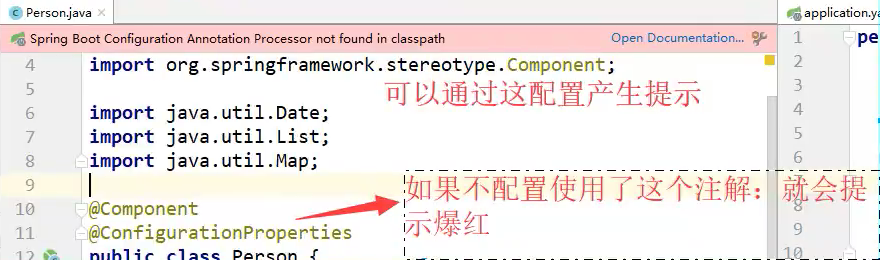 Person.java
application.ya
Spring Boot Configuration Annotation Processor not found in classpath
Open Documentation...
4 import org.springframework.stereotype.Component;
可以通过这配置产生提示
5
6 import java.util.Date;
7 import java.util.List;
8 import java.util.Map;
9
如果不配置使用了这个注解：就会提
示爆红
10 @Component
11 @ConfigurationProperties
12 public class Person {
1 pe
2
3
4
5
6
7
8
9
10